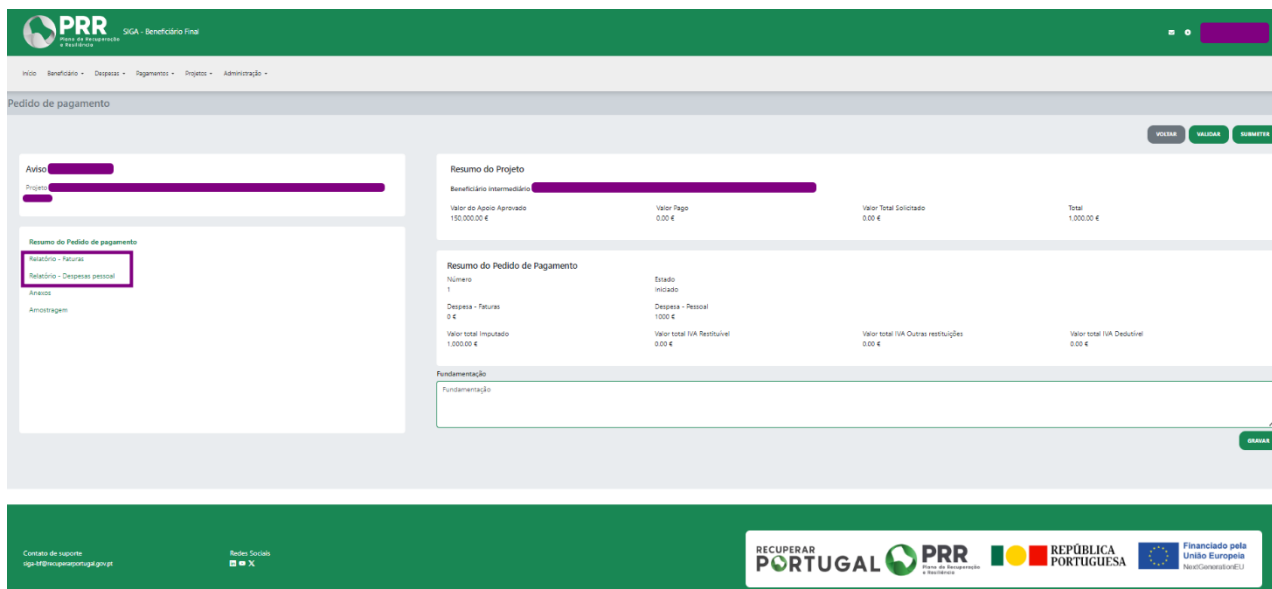 PRR
Plano de Recuperação
e Resiliência
SIGA - Beneficiário Final
Início Beneficiário Despesas Pagamentos Projetos Administração
Pedido de pagamento
VOLTAR VALIDAR SUBMETER
Aviso
Projeto
Resumo do Pedido de pagamento
Relatório - Faturas
Relatório - Despesas pessoal
Anexos
Amostragem
Resumo do Projeto
Beneficiário intermediário
Valor do Apoio Aprovado Valor Pago Valor Total Solicitado Total
150,000.00 € 0.00 € 0.00 € 1,000.00 €
Resumo do Pedido de Pagamento
Número Estado
1 Iniciado
Despesa - Faturas Despesa - Pessoal
0 € 1000 €
Valor total Imputado Valor total IVA Restituível Valor total IVA Outras restituições Valor total IVA Dedutível
1,000.00 € 0.00 € 0.00 € 0.00 €
Fundamentação
Fundamentação
GRAVAR
Contato de suporte Redes Sociais
siga-bf@recuperarportugal.gov.pt
RECUPERAR
PORTUGAL
PRR
Plano de Recuperação
e Resiliência
REPÚBLICA
PORTUGUESA
Financiado pela
União Europeia
NextGenerationEU